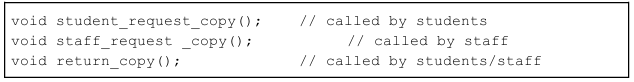 void student_request_copy(); // called by students
void staff_request _copy(); // called by staff
void return_copy(); // called by students/staff